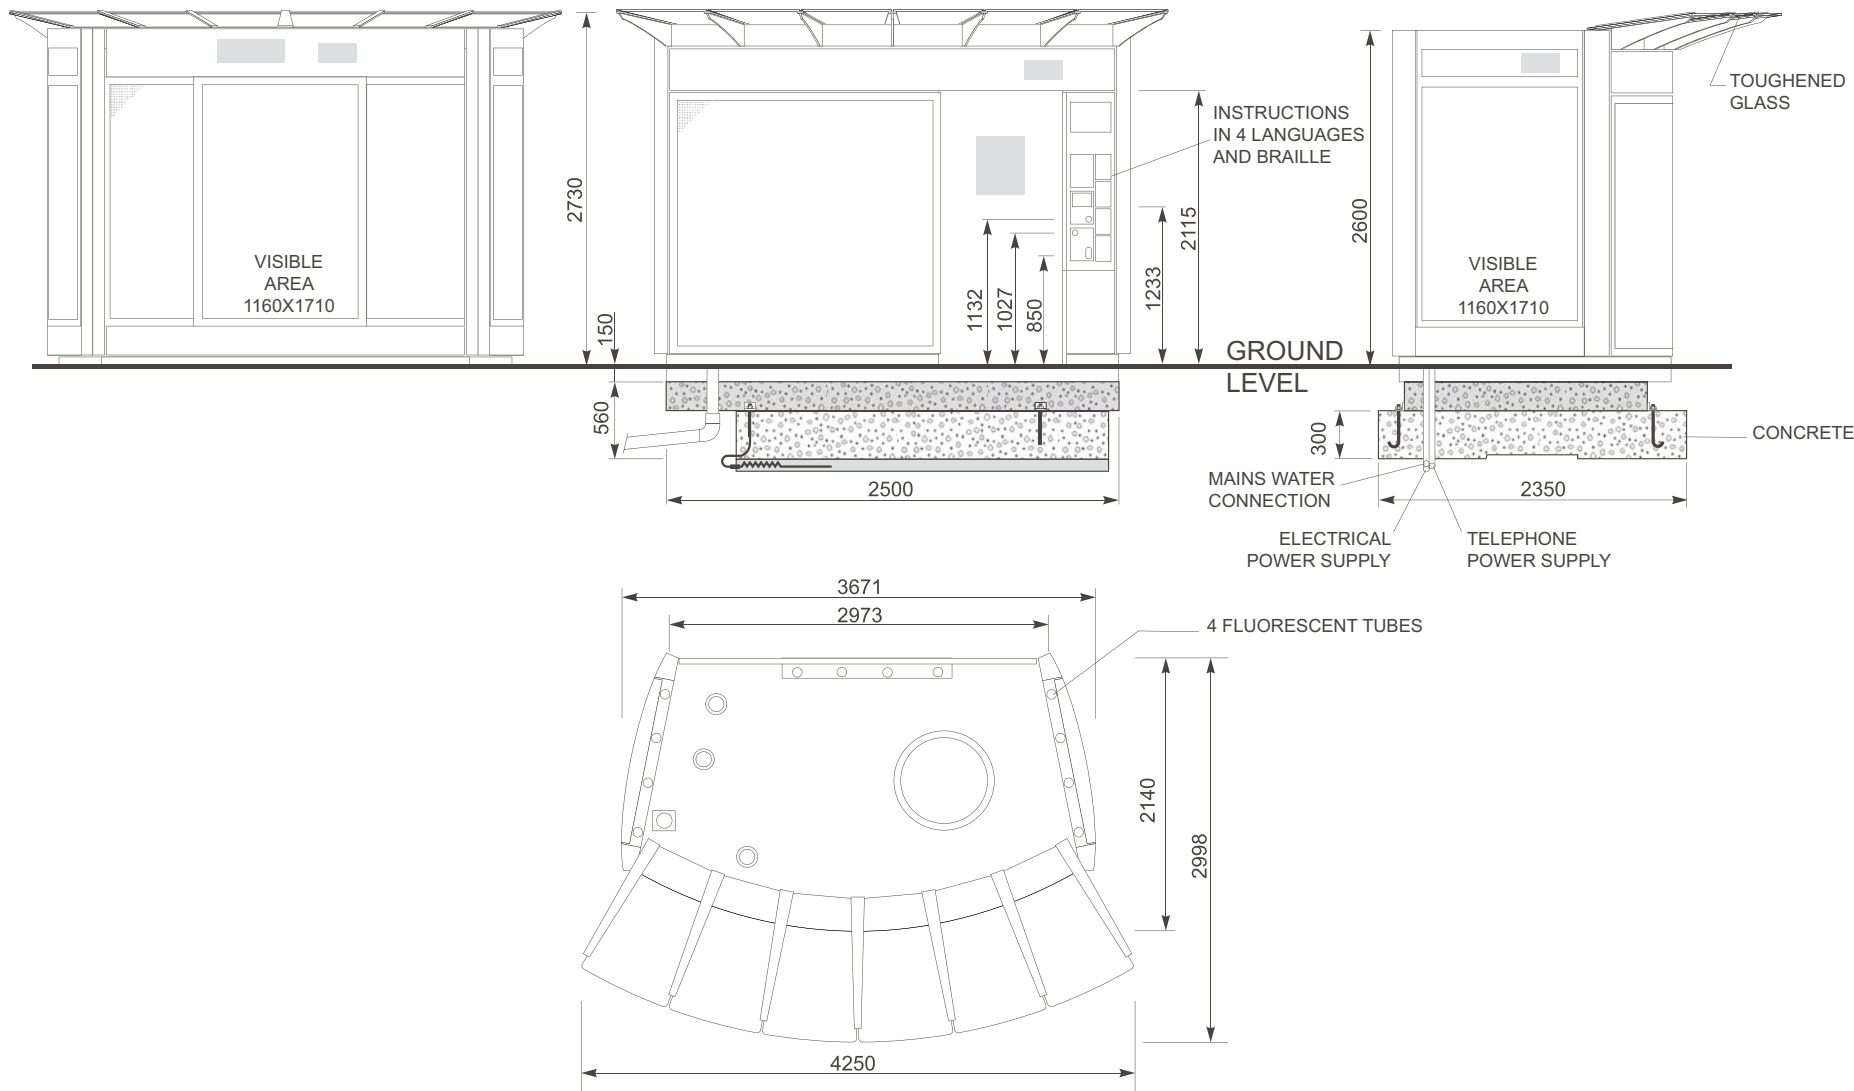 TOUGHENED
GLASS
INSTRUCTIONS
IN 4 LANGUAGES
AND BRAILLE
2730
2115
2600
VISIBLE
AREA
1160X1710
VISIBLE
AREA
1160X1710
150
1132
1027
850
1233
GROUND
LEVEL
560
300
CONCRETE
2500
MAINS WATER
CONNECTION
2350
ELECTRICAL
POWER SUPPLY
TELEPHONE
POWER SUPPLY
3671
2973
4 FLUORESCENT TUBES
2140
2998
4250